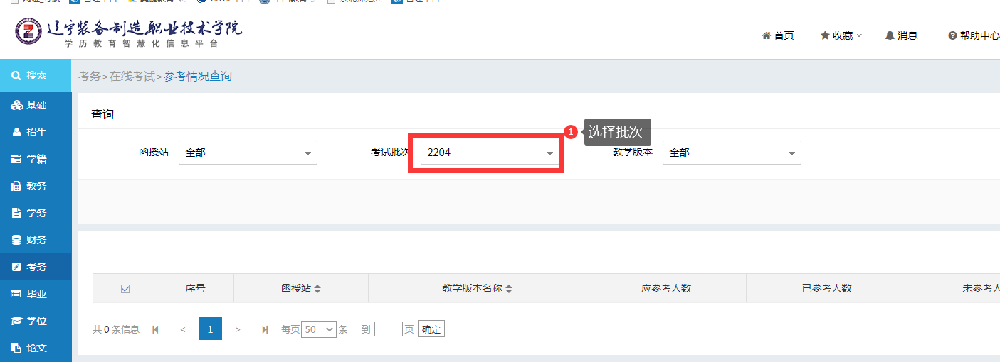 辽宁装备制造职业技术学院
学历教育智慧化信息平台
首页
收藏
消息
帮助中心
搜索
基础
招生
学籍
教务
学务
财务
考务
毕业
学位
论文
考务>在线考试>参考情况查询
查询
函授站 全部
考试批次 2204
1 选择批次
教学版本 全部
序号 函授站 教学版本名称 应参考人数 已参考人数 未参考人
共 0 条信息 < 1 > 每页 50 条 到 页 确定